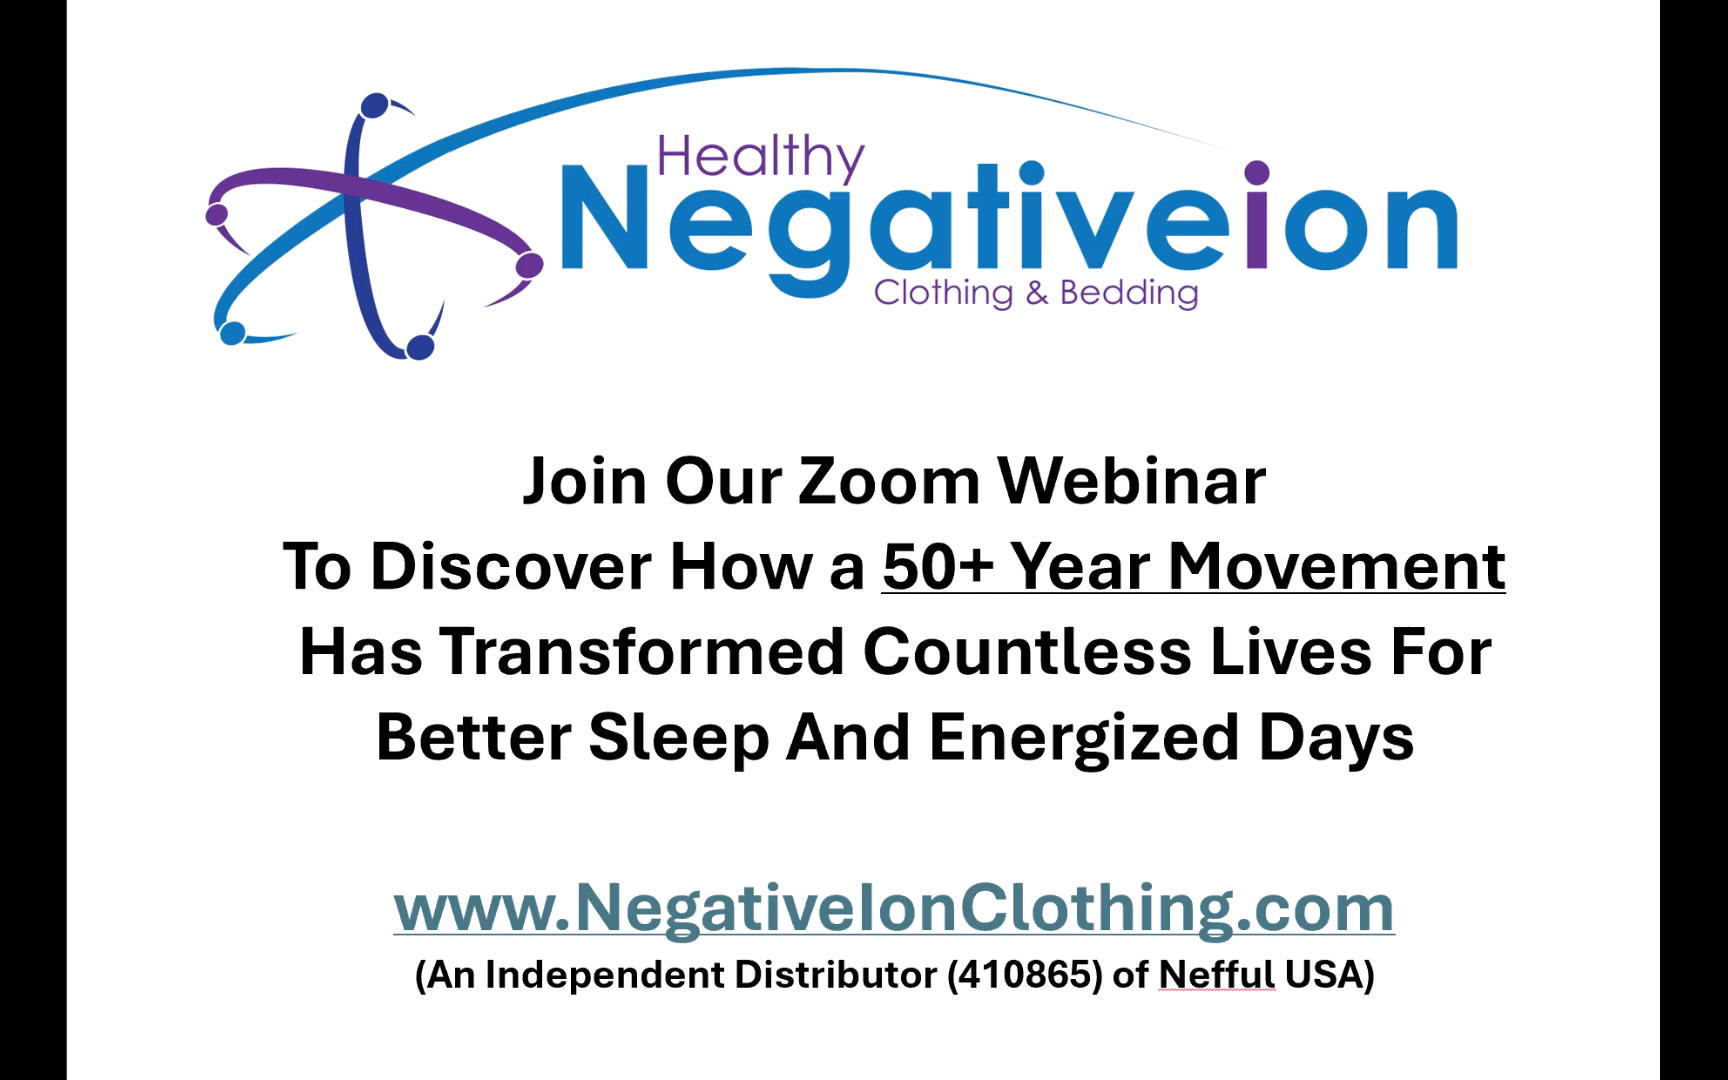 Healthy
Negativeion
Clothing & Bedding
Join Our Zoom Webinar
To Discover How a 50+ Year Movement
Has Transformed Countless Lives For
Better Sleep And Energized Days
www.NegativeIonClothing.com
(An Independent Distributor (410865) of Nefful USA)